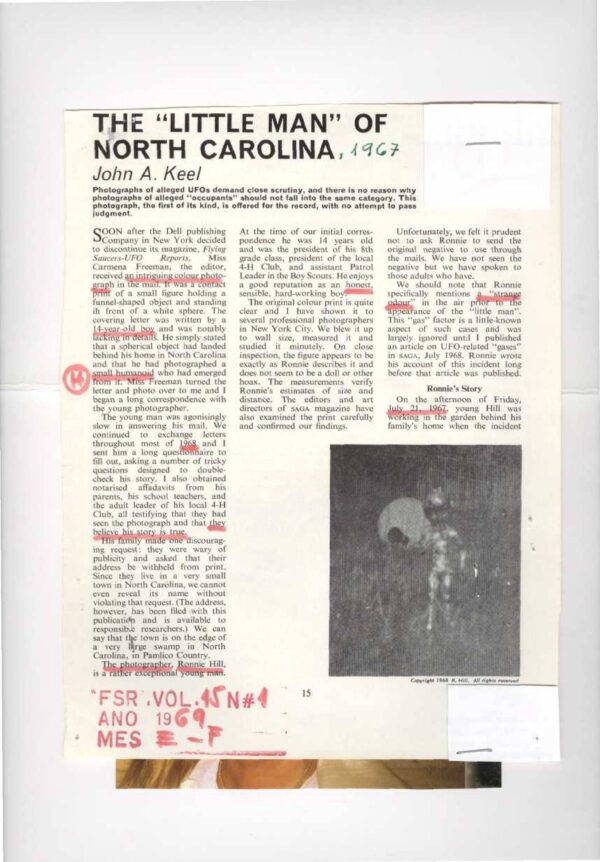 THE "LITTLE MAN" OF
NORTH CAROLINA, 1967
John A. Keel
Photographs of alleged UFOs demand close scrutiny, and there is no reason why
photographs of alleged "occupants" should not fall into the same category. This
photograph, the first of its kind, is offered for the record, with no attempt to pass
judgment.
SOON after the Dell publishing
Company in New York decided
to discontinue its magazine, Flying
Saucers-UFO Reports, Miss
Carmena Freeman, the editor,
received an intriguing colour photo-
graph in the mail. It was a contact
print of a small figure holding a
funnel-shaped object and standing
ih front of a white sphere. The
covering letter was written by a
14-year-old boy and was notably
lacking in details. He simply stated
that a spherical object had landed
behind his home in North Carolina
and that he had photographed a
small humanoid who had emerged
from it. Miss Freeman turned the
letter and photo over to me and I
began a long correspondence with
the young photographer.
The young man was agonisingly
slow in answering his mail. We
continued to exchange letters
throughout most of 1968 and I
sent him a long questionnaire to
fill out, asking a number of tricky
questions designed to double-
check his story. I also obtained
notarised affadavits from his
parents, his school teachers, and
the adult leader of his local 4-H
Club, all testifying that they had
seen the photograph and that they
believe his story is true.
His family made one discourag-
ing request: they were wary of
publicity and asked that their
address be withheld from print.
Since they live in a very small
town in North Carolina, we cannot
even reveal its name without
violating that request. (The address,
however, has been filed with this
publication and is available to
responsible researchers.) We can
say that the town is on the edge of
a very large swamp in North
Carolina, in Pamlico Country.
The photographer, Ronnie Hill,
is a rather exceptional young man.
At the time of our initial corres-
pondence he was 14 years old
and was the president of his 8th
grade class, president of the local
4-H Club, and assistant Patrol
Leader in the Boy Scouts. He enjoys
a good reputation as an honest,
sensible, hard-working boy.
The original colour print is quite
clear and I have shown it to
several professional photographers
in New York City. We blew it up
to wall size, measured it and
studied it minutely. On close
inspection, the figure appears to be
exactly as Ronnie describes it and
does not seem to be a doll or other
hoax. The measurements verify
Ronnie's estimates of size and
distance. The editors and art
directors of SAGA magazine have
also examined the print carefully
and confirmed our findings.
Unfortunately, we felt it prudent
not to ask Ronnie to send the
original negative to use through
the mails. We have not seen the
negative but we have spoken to
those adults who have.
We should note that Ronnie
specifically mentions a "strange
odour" in the air prior to the
appearance of the "little man".
This "gas" factor is a little-known
aspect of such cases and was
largely ignored until I published
an article on UFO-related "gases"
in SAGA, July 1968. Ronnie wrote
his account of this incident long
before that article was published.
Ronnie's Story
On the afternoon of Friday,
July 21, 1967, young Hill was
working in the garden behind his
family's home when the incident
Copyright 1968 R. Hill, All rights reserved
15
"FSR".VOL.15 N#1
ANO 1969
MES E-F